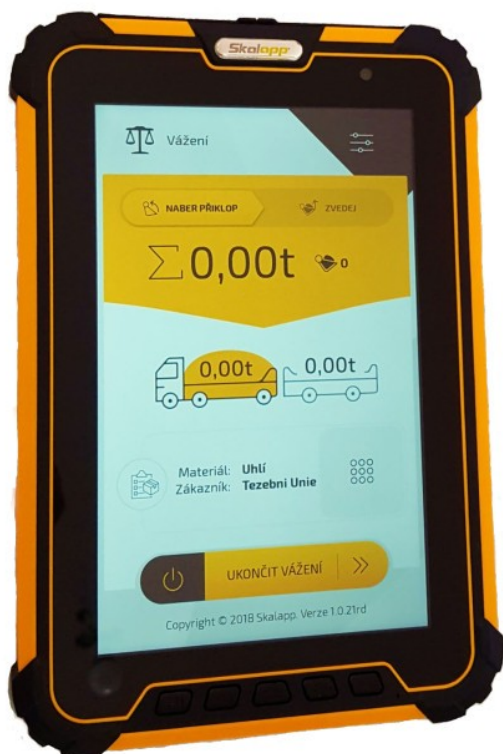 Skalapp
Vážení
NABER PŘIKLOP
ZVEDEJ
Σ0,00t 0
0,00t 0,00t
Materiál: Uhlí
Zákazník: Tezebni Unie
UKONČIT VÁŽENÍ
Copyright © 2018 Skalapp. Verze 1.0.21rd